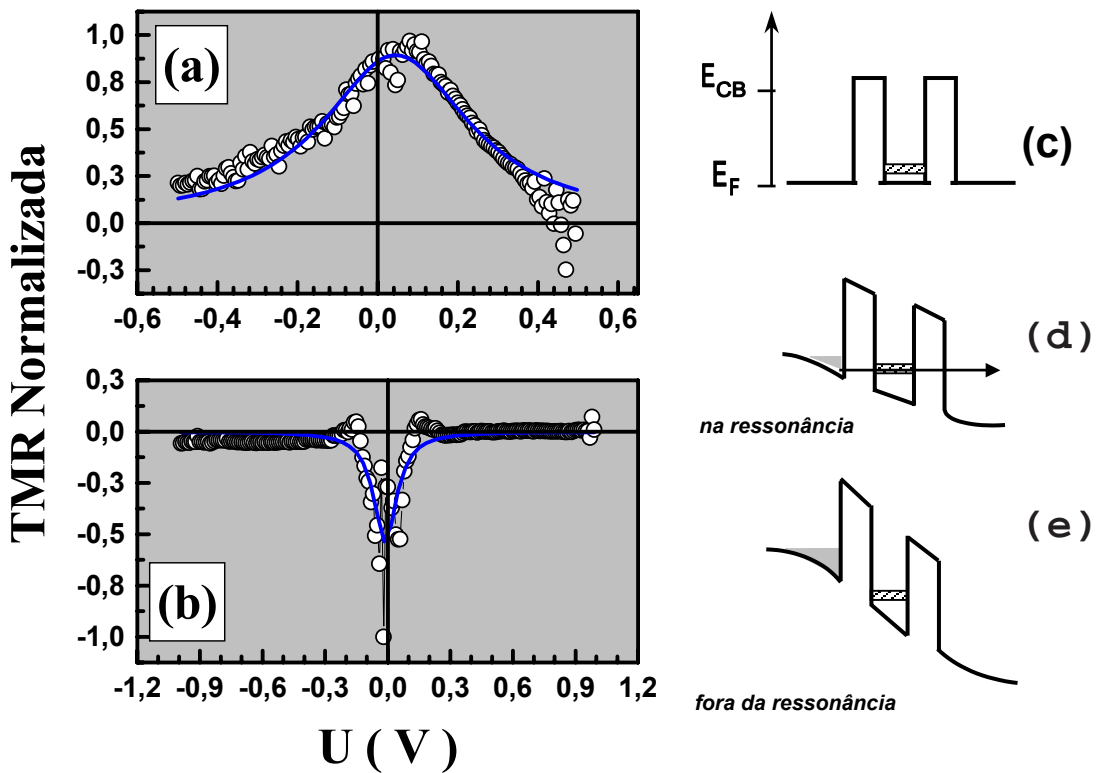 TMR Normalizada
(a)
1,0
0,8
0,5
0,3
0,0
-0,3
-0,6 -0,4 -0,2 0,0 0,2 0,4 0,6
(b)
0,3
0,0
-0,3
-0,5
-0,8
-1,0
-1,2 -0,9 -0,6 -0,3 0,0 0,3 0,6 0,9 1,2
U ( V )
E_CB
E_F
(c)
(d)
na ressonância
(e)
fora da ressonância